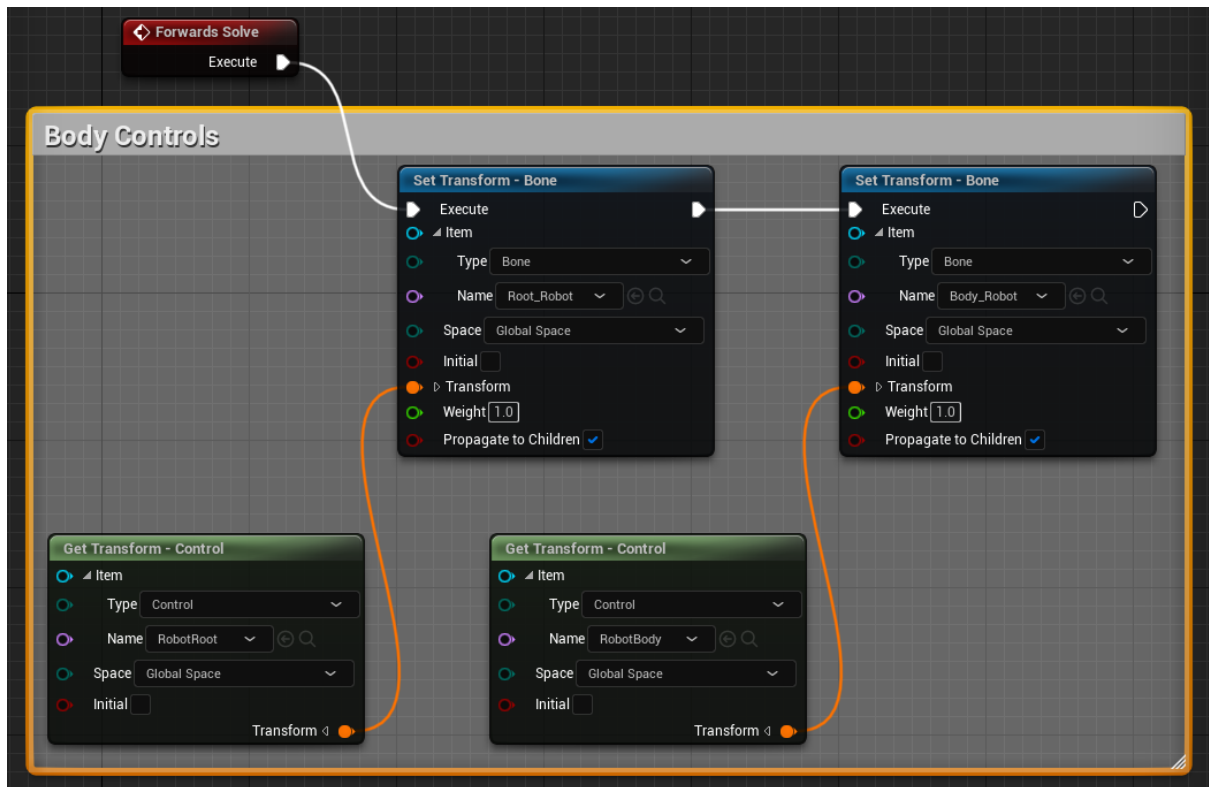 Forwards Solve
Execute
Body Controls
Set Transform - Bone
Execute
Item
Type Bone
Name Root_Robot
Space Global Space
Initial
Transform
Weight 1.0
Propagate to Children
Set Transform - Bone
Execute
Item
Type Bone
Name Body_Robot
Space Global Space
Initial
Transform
Weight 1.0
Propagate to Children
Get Transform - Control
Item
Type Control
Name RobotRoot
Space Global Space
Initial
Transform
Get Transform - Control
Item
Type Control
Name RobotBody
Space Global Space
Initial
Transform